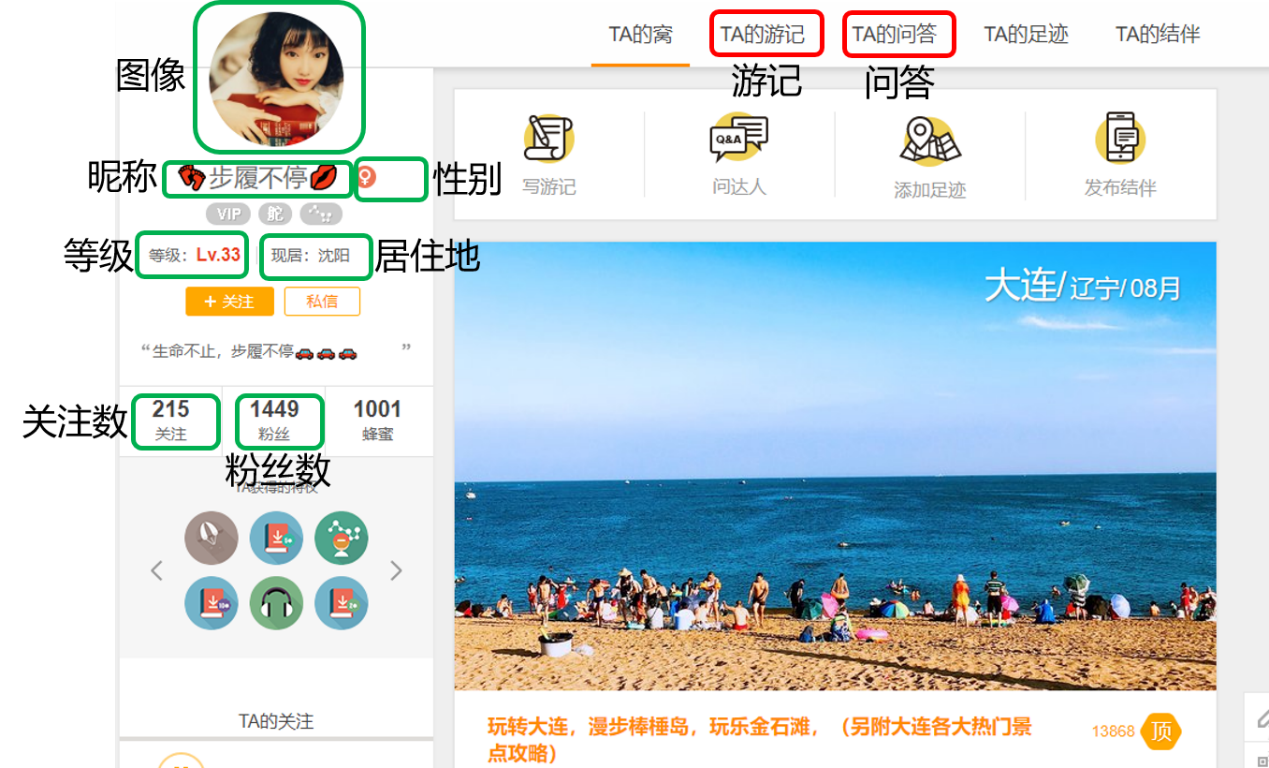 TA的窝
TA的游记
TA的问答
TA的足迹
TA的结伴
图像
游记
问答
昵称
步履不停
性别
VIP
等级
等级：Lv.33
现居：沈阳
居住地
+ 关注
私信
“生命不止，步履不停 ”
关注数
215
关注
1449
粉丝
1001
蜂蜜
粉丝数
TA获得的特权
TA的关注
写游记
Q&A
问达人
添加足迹
发布结伴
大连/辽宁/08月
玩转大连，漫步棒棰岛，玩乐金石滩，（另附大连各大热门景
点攻略）
13868
顶